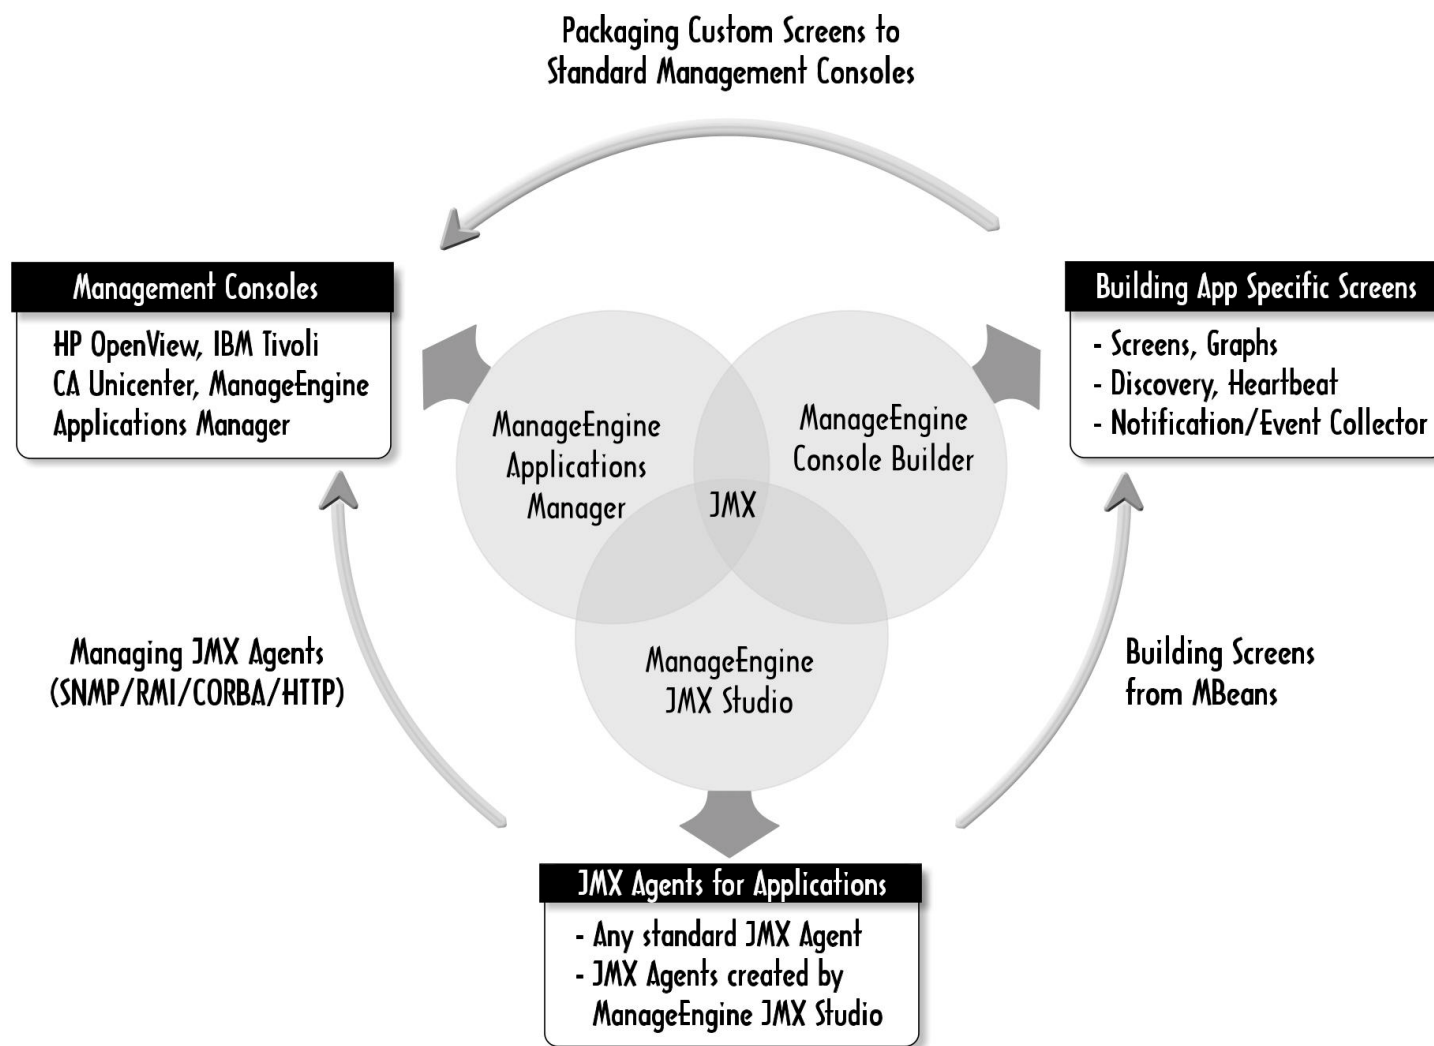 Packaging Custom Screens to
Standard Management Consoles
Management Consoles
HP OpenView, IBM Tivoli
CA Unicenter, ManageEngine
Applications Manager
Building App Specific Screens
- Screens, Graphs
- Discovery, Heartbeat
- Notification/Event Collector
ManageEngine
Applications
Manager
ManageEngine
Console Builder
JMX
ManageEngine
JMX Studio
Managing JMX Agents
(SNMP/RMI/CORBA/HTTP)
Building Screens
from MBeans
JMX Agents for Applications
- Any standard JMX Agent
- JMX Agents created by
ManageEngine JMX Studio